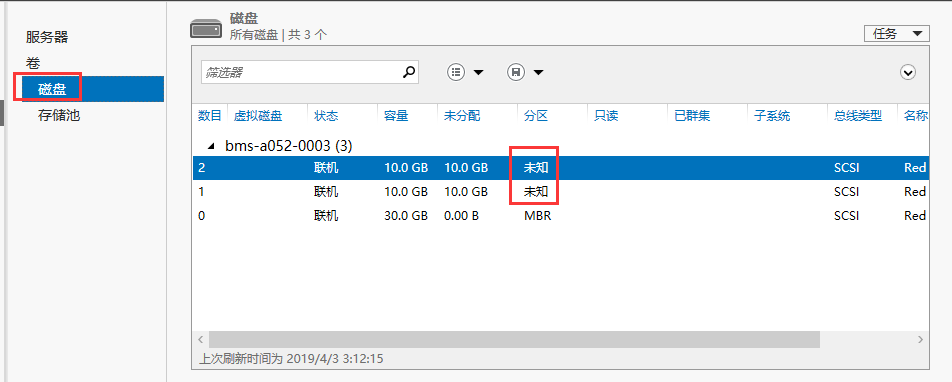 服务器
卷
磁盘
存储池
磁盘
所有磁盘 | 共 3 个
任务
筛选器
数目 虚拟磁盘 状态 容量 未分配 分区 只读 已群集 子系统 总线类型 名称
bms-a052-0003 (3)
2 联机 10.0 GB 10.0 GB 未知 SCSI Red
1 联机 10.0 GB 10.0 GB 未知 SCSI Red
0 联机 30.0 GB 0.00 B MBR SCSI Red
上次刷新时间为 2019/4/3 3:12:15